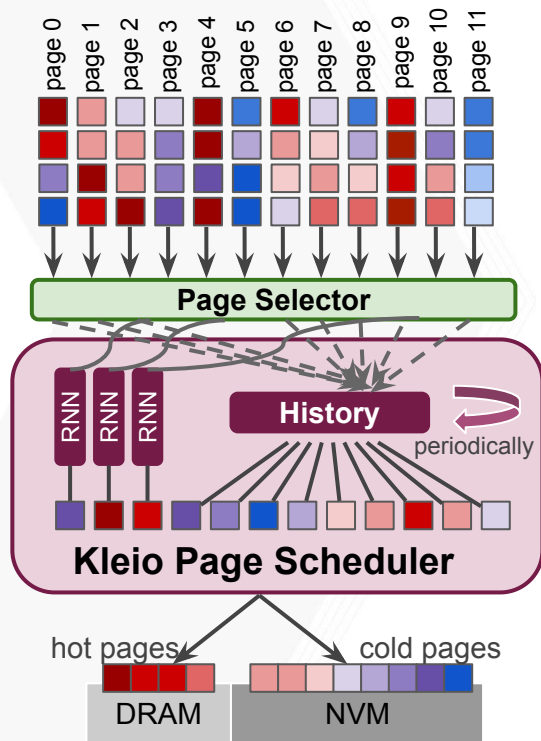 page 0
page 1
page 2
page 3
page 4
page 5
page 6
page 7
page 8
page 9
page 10
page 11
Page Selector
RNN
RNN
RNN
History
periodically
Kleio Page Scheduler
hot pages
cold pages
DRAM
NVM